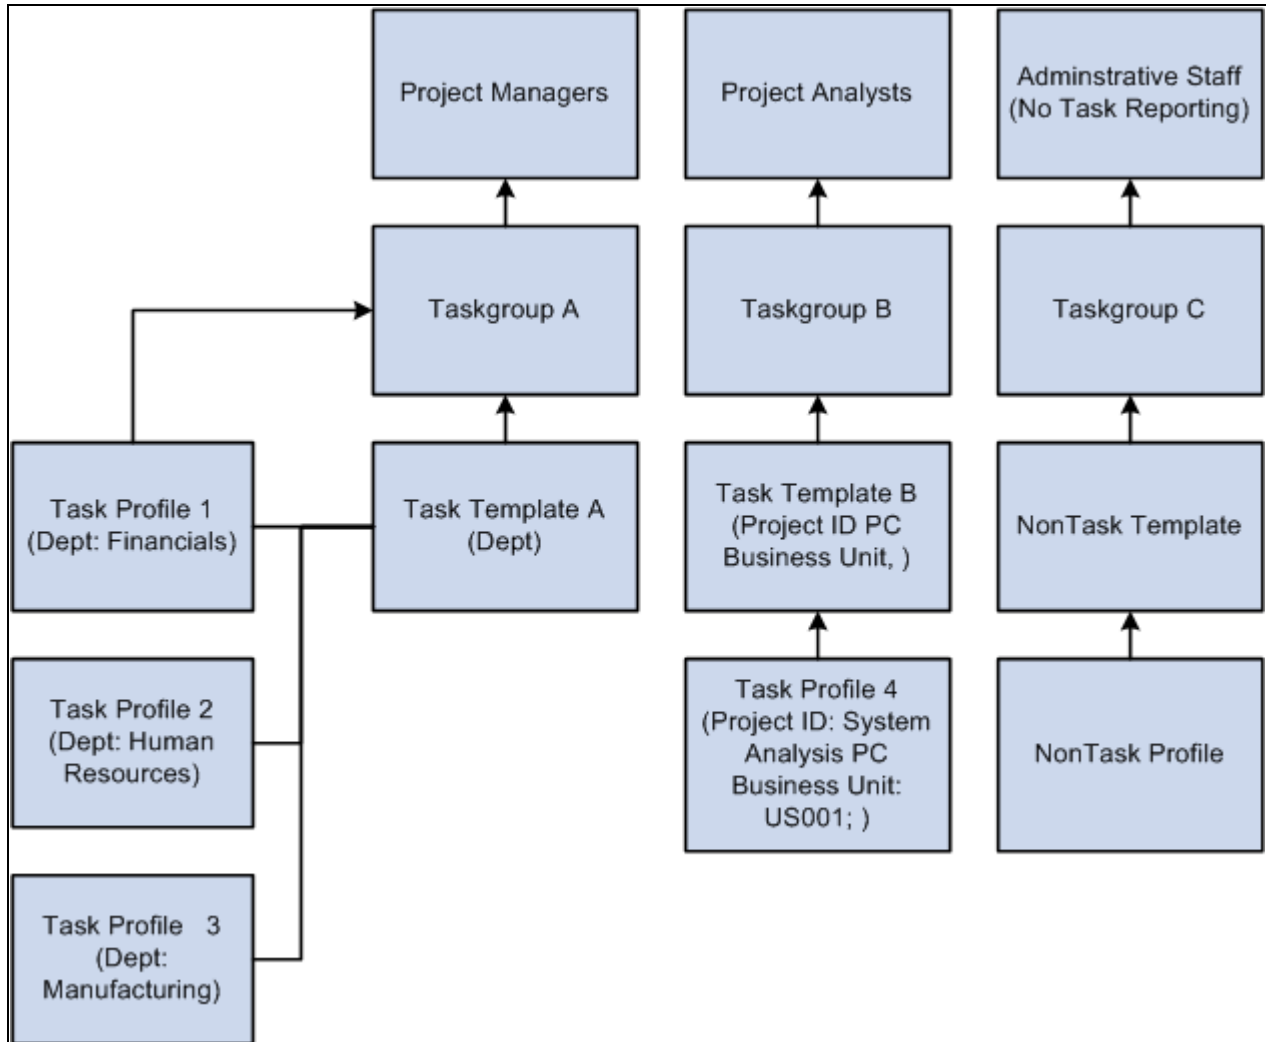 Project Managers
Project Analysts
Adminstrative Staff
(No Task Reporting)
Taskgroup A
Taskgroup B
Taskgroup C
Task Profile 1
(Dept: Financials)
Task Template A
(Dept)
Task Template B
(Project ID PC
Business Unit, )
NonTask Template
Task Profile 2
(Dept: Human
Resources)
Task Profile 4
(Project ID: System
Analysis PC
Business Unit:
US001; )
NonTask Profile
Task Profile   3
(Dept:
Manufacturing)